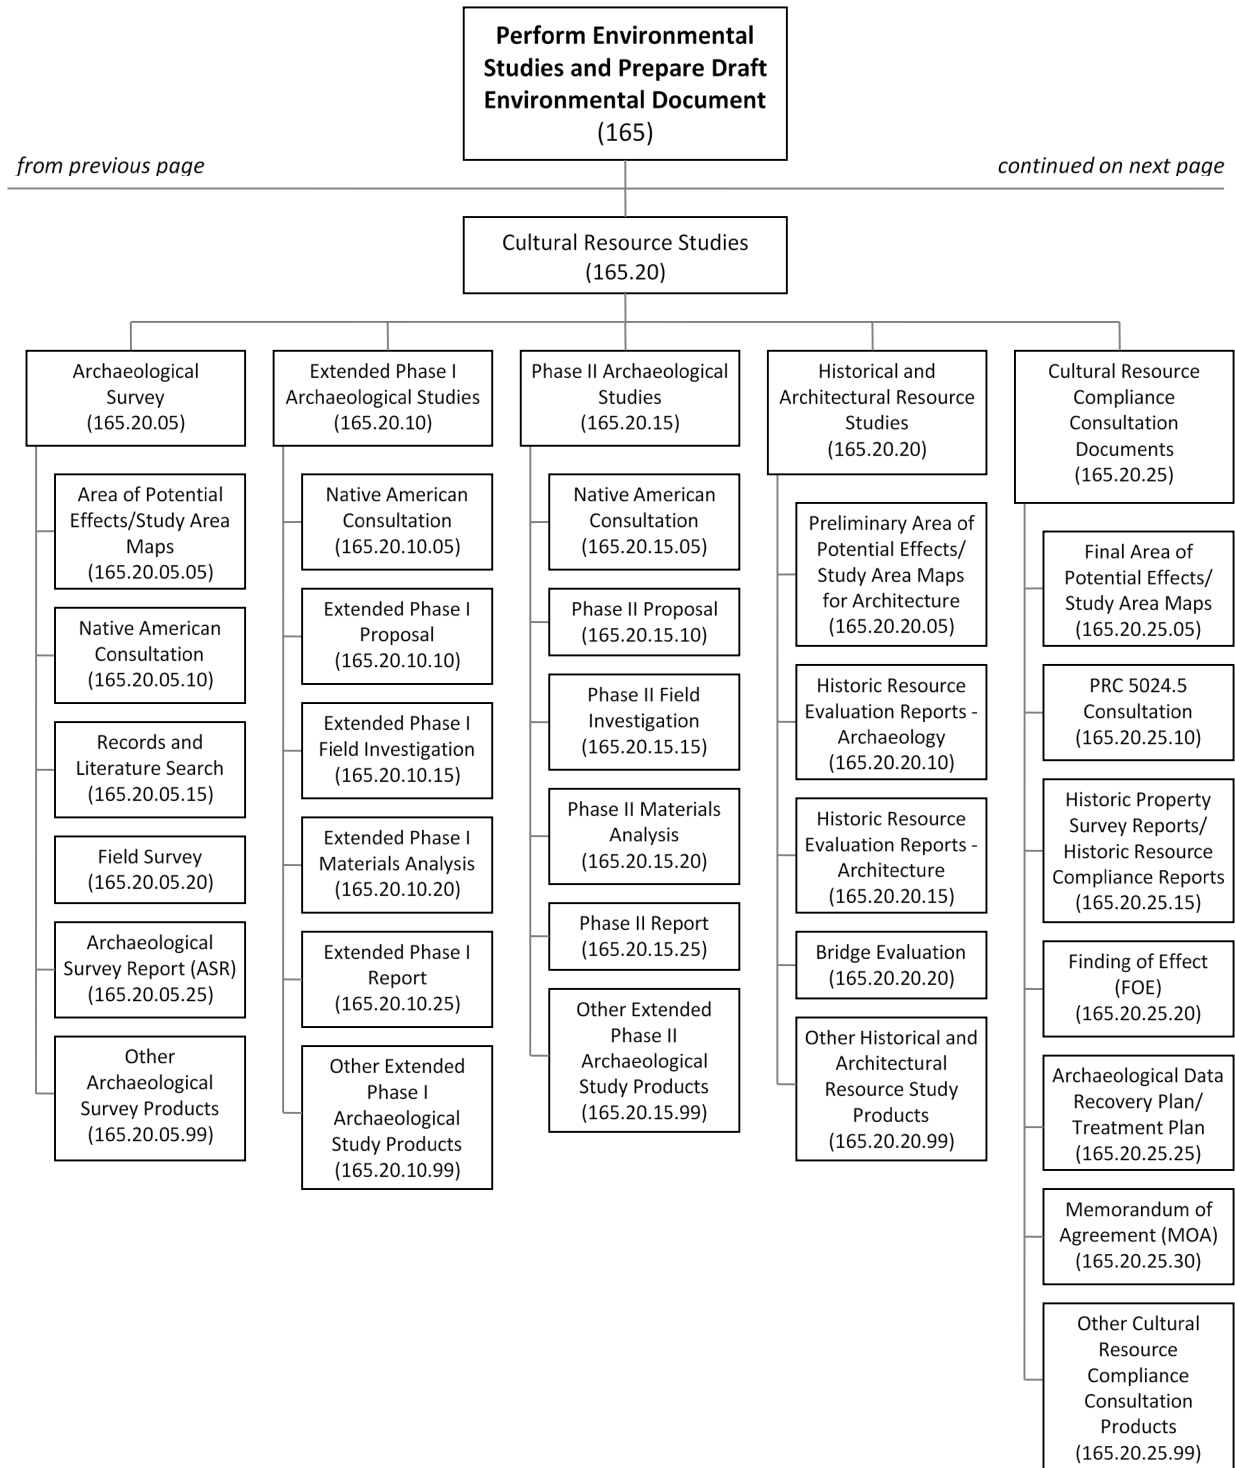 Perform Environmental
Studies and Prepare Draft
Environmental Document
(165)
from previous page
continued on next page
Cultural Resource Studies
(165.20)
Archaeological
Survey
(165.20.05)
Area of Potential
Effects/Study Area
Maps
(165.20.05.05)
Native American
Consultation
(165.20.05.10)
Records and
Literature Search
(165.20.05.15)
Field Survey
(165.20.05.20)
Archaeological
Survey Report (ASR)
(165.20.05.25)
Other
Archaeological
Survey Products
(165.20.05.99)
Extended Phase I
Archaeological Studies
(165.20.10)
Native American
Consultation
(165.20.10.05)
Extended Phase I
Proposal
(165.20.10.10)
Extended Phase I
Field Investigation
(165.20.10.15)
Extended Phase I
Materials Analysis
(165.20.10.20)
Extended Phase I
Report
(165.20.10.25)
Other Extended
Phase I
Archaeological
Study Products
(165.20.10.99)
Phase II Archaeological
Studies
(165.20.15)
Native American
Consultation
(165.20.15.05)
Phase II Proposal
(165.20.15.10)
Phase II Field
Investigation
(165.20.15.15)
Phase II Materials
Analysis
(165.20.15.20)
Phase II Report
(165.20.15.25)
Other Extended
Phase II
Archaeological
Study Products
(165.20.15.99)
Historical and
Architectural Resource
Studies
(165.20.20)
Preliminary Area of
Potential Effects/
Study Area Maps
for Architecture
(165.20.20.05)
Historic Resource
Evaluation Reports -
Archaeology
(165.20.20.10)
Historic Resource
Evaluation Reports -
Architecture
(165.20.20.15)
Bridge Evaluation
(165.20.20.20)
Other Historical and
Architectural
Resource Study
Products
(165.20.20.99)
Cultural Resource
Compliance
Consultation
Documents
(165.20.25)
Final Area of
Potential Effects/
Study Area Maps
(165.20.25.05)
PRC 5024.5
Consultation
(165.20.25.10)
Historic Property
Survey Reports/
Historic Resource
Compliance Reports
(165.20.25.15)
Finding of Effect
(FOE)
(165.20.25.20)
Archaeological Data
Recovery Plan/
Treatment Plan
(165.20.25.25)
Memorandum of
Agreement (MOA)
(165.20.25.30)
Other Cultural
Resource
Compliance
Consultation
Products
(165.20.25.99)